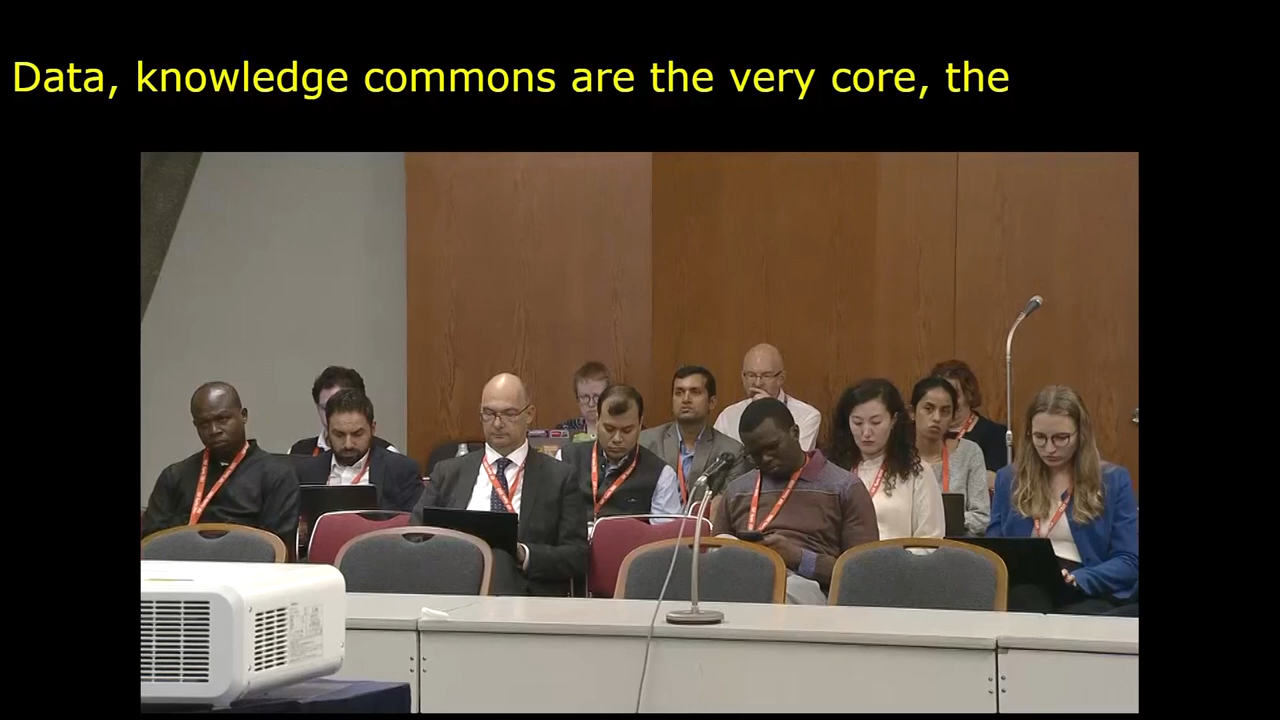 Data, knowledge commons are the very core, the